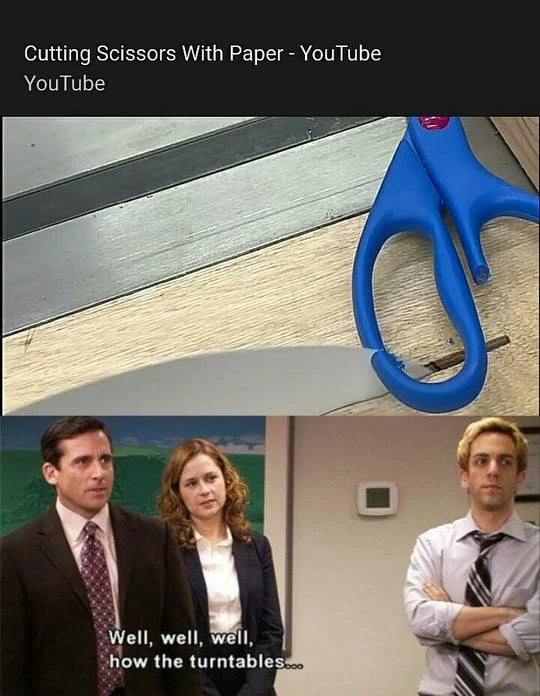 Cutting Scissors With Paper - YouTube
YouTube
Well, well, well,
how the turntables...